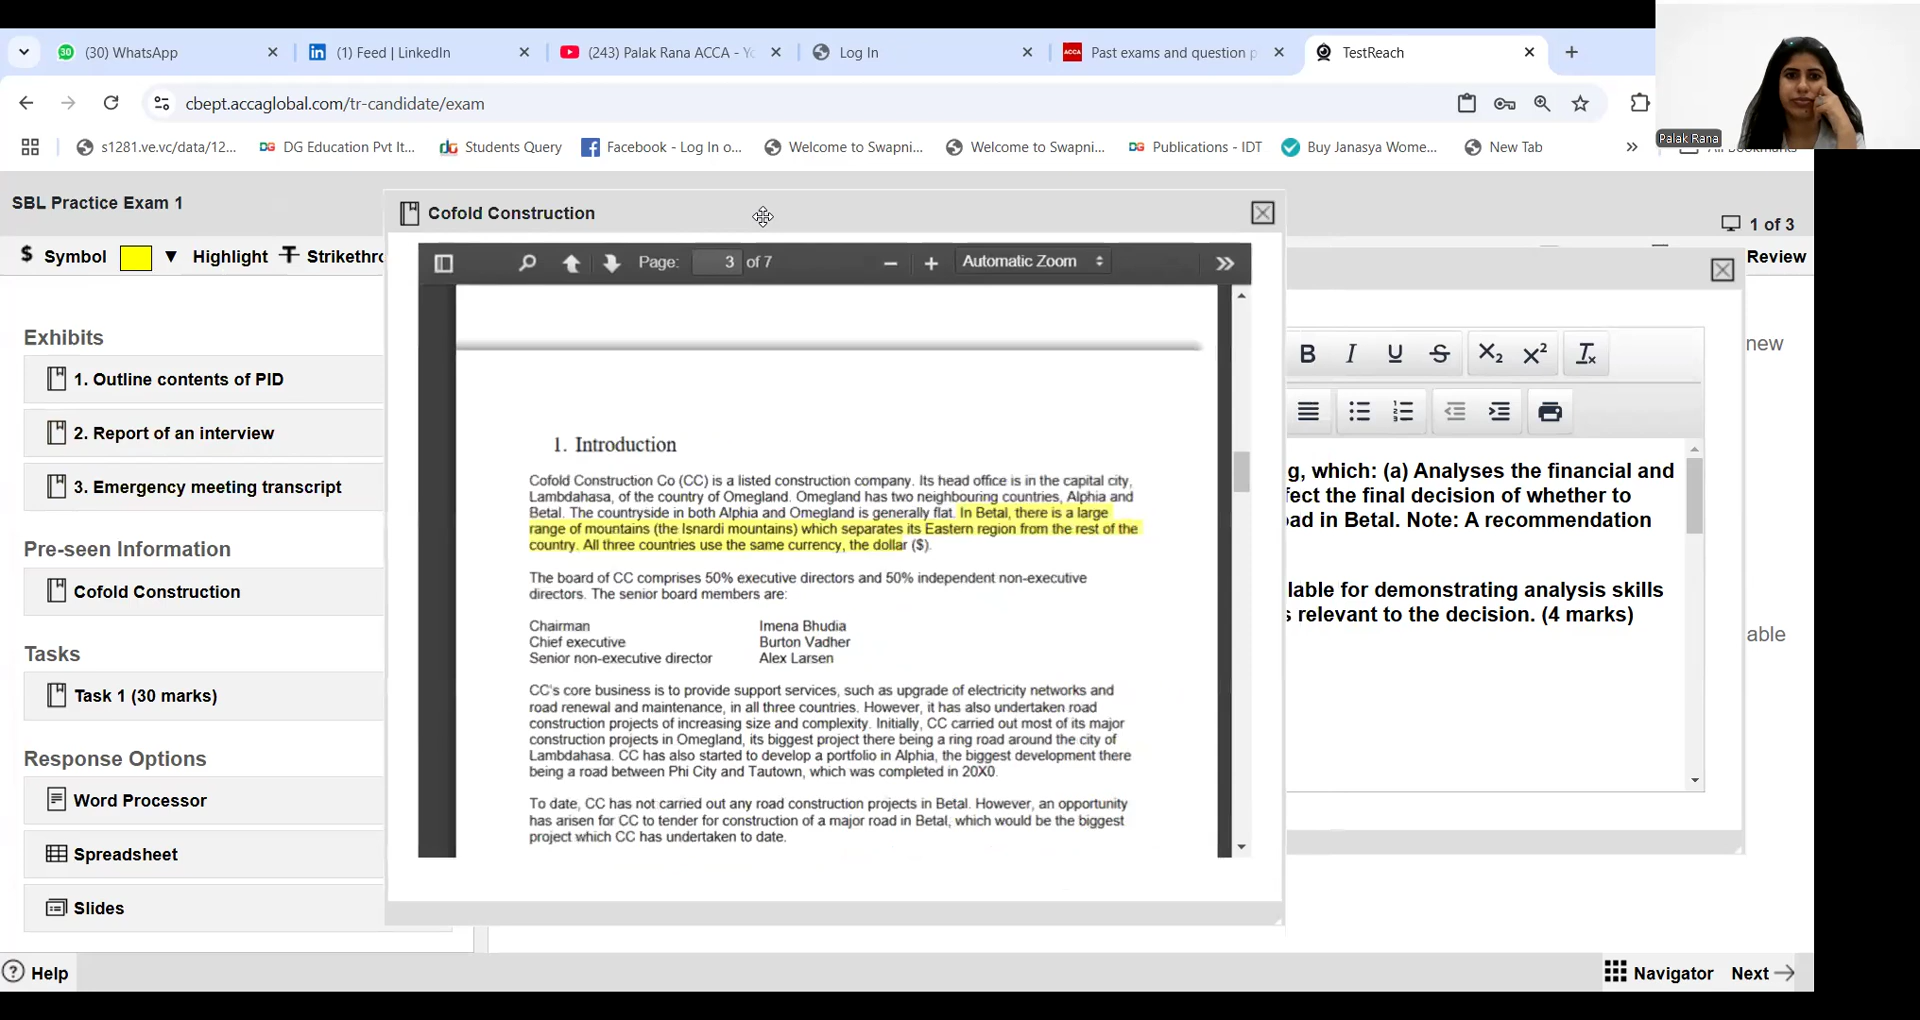 (30) WhatsApp
(1) Feed | LinkedIn
(243) Palak Rana ACCA - Yo
Log In
Past exams and question p
TestReach
cbept.accaglobal.com/tr-candidate/exam
s1281.ve.vc/data/12...
DG Education Pvt It...
Students Query
Facebook - Log In o...
Welcome to Swapni...
Welcome to Swapni...
Publications - IDT
Buy Janasya Wome...
New Tab
Palak Rana
SBL Practice Exam 1
1 of 3
$ Symbol
Highlight
Strikethro
Review
Exhibits
1. Outline contents of PID
2. Report of an interview
3. Emergency meeting transcript
Pre-seen Information
Cofold Construction
Tasks
Task 1 (30 marks)
Response Options
Word Processor
Spreadsheet
Slides
Cofold Construction
Page: 3 of 7
Automatic Zoom
1. Introduction
Cofold Construction Co (CC) is a listed construction company. Its head office is in the capital city,
Lambdahasa, of the country of Omegland. Omegland has two neighbouring countries, Alphia and
Betal. The countryside in both Alphia and Omegland is generally flat. In Betal, there is a large
range of mountains (the Isnardi mountains) which separates its Eastern region from the rest of the
country. All three countries use the same currency, the dollar ($).
The board of CC comprises 50% executive directors and 50% independent non-executive
directors. The senior board members are:
Chairman Imena Bhudia
Chief executive Burton Vadher
Senior non-executive director Alex Larsen
CC's core business is to provide support services, such as upgrade of electricity networks and
road renewal and maintenance, in all three countries. However, it has also undertaken road
construction projects of increasing size and complexity. Initially, CC carried out most of its major
construction projects in Omegland, its biggest project there being a ring road around the city of
Lambdahasa. CC has also started to develop a portfolio in Alphia, the biggest development there
being a road between Phi City and Tautown, which was completed in 20X0.
To date, CC has not carried out any road construction projects in Betal. However, an opportunity
has arisen for CC to tender for construction of a major road in Betal, which would be the biggest
project which CC has undertaken to date.
B I U S X₂ X² Tx
g, which: (a) Analyses the financial and
fect the final decision of whether to
ad in Betal. Note: A recommendation
lable for demonstrating analysis skills
s relevant to the decision. (4 marks)
new
able
Help
Navigator
Next